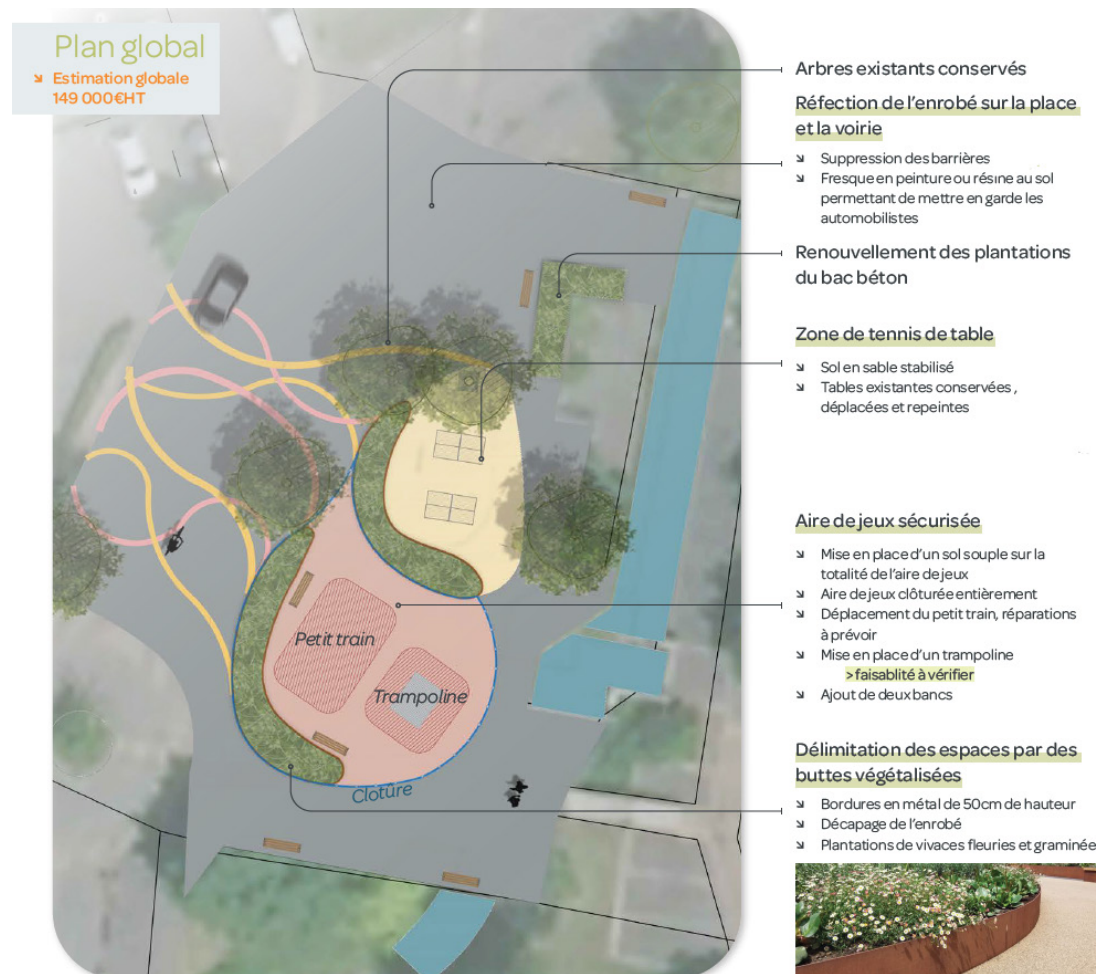 Plan global
↘ Estimation globale
149 000€HT
Arbres existants conservés
Réfection de l'enrobé sur la place
et la voirie
↘ Suppression des barrières
↘ Fresque en peinture ou résine au sol
permettant de mettre en garde les
automobilistes
Renouvellement des plantations
du bac béton
Zone de tennis de table
↘ Sol en sable stabilisé
↘ Tables existantes conservées ,
déplacées et repeintes
Aire de jeux sécurisée
↘ Mise en place d'un sol souple sur la
totalité de l'aire de jeux
↘ Aire de jeux clôturée entièrement
↘ Déplacement du petit train, réparations
à prévoir
↘ Mise en place d'un trampoline
>faisablité à vérifier
↘ Ajout de deux bancs
Délimitation des espaces par des
buttes végétalisées
↘ Bordures en métal de 50cm de hauteur
↘ Décapage de l'enrobé
↘ Plantations de vivaces fleuries et graminée
Petit train
Trampoline
Clotûre